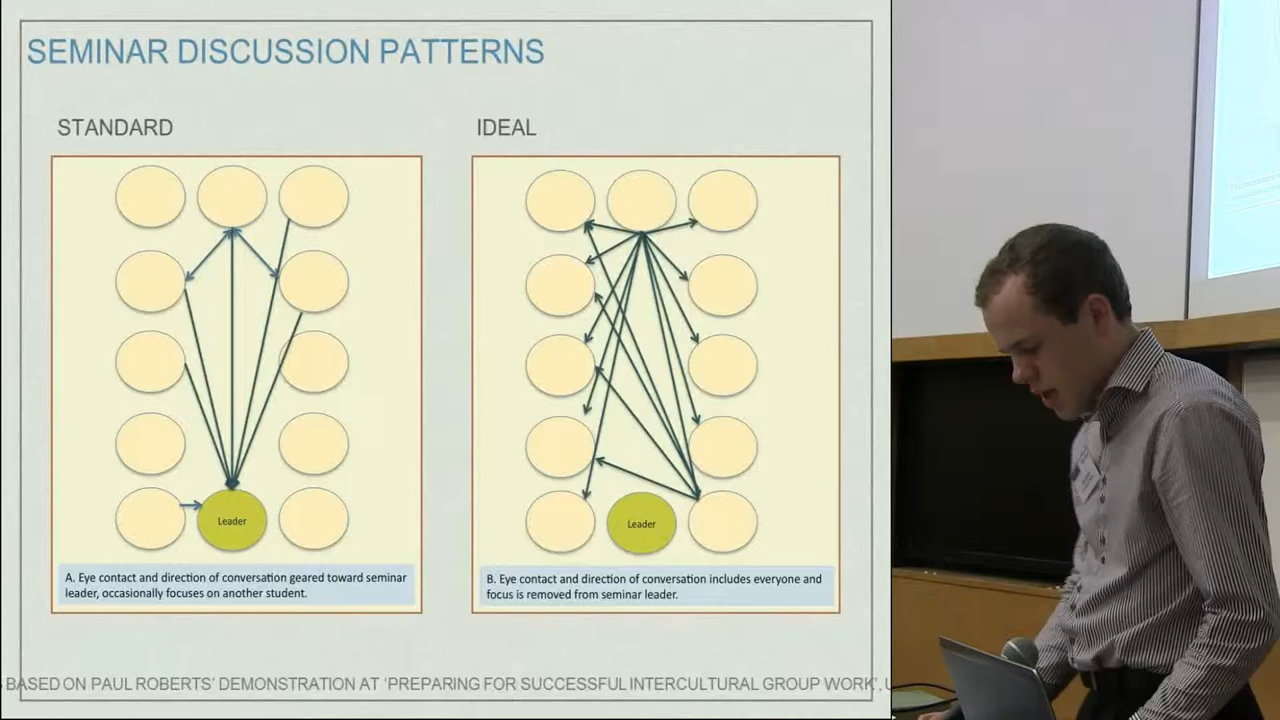 SEMINAR DISCUSSION PATTERNS
STANDARD
IDEAL
Leader
A. Eye contact and direction of conversation geared toward seminar
leader, occasionally focuses on another student.
Leader
B. Eye contact and direction of conversation includes everyone and
focus is removed from seminar leader.
BASED ON PAUL ROBERTS' DEMONSTRATION AT 'PREPARING FOR SUCCESSFUL INTERCULTURAL GROUP WORK',